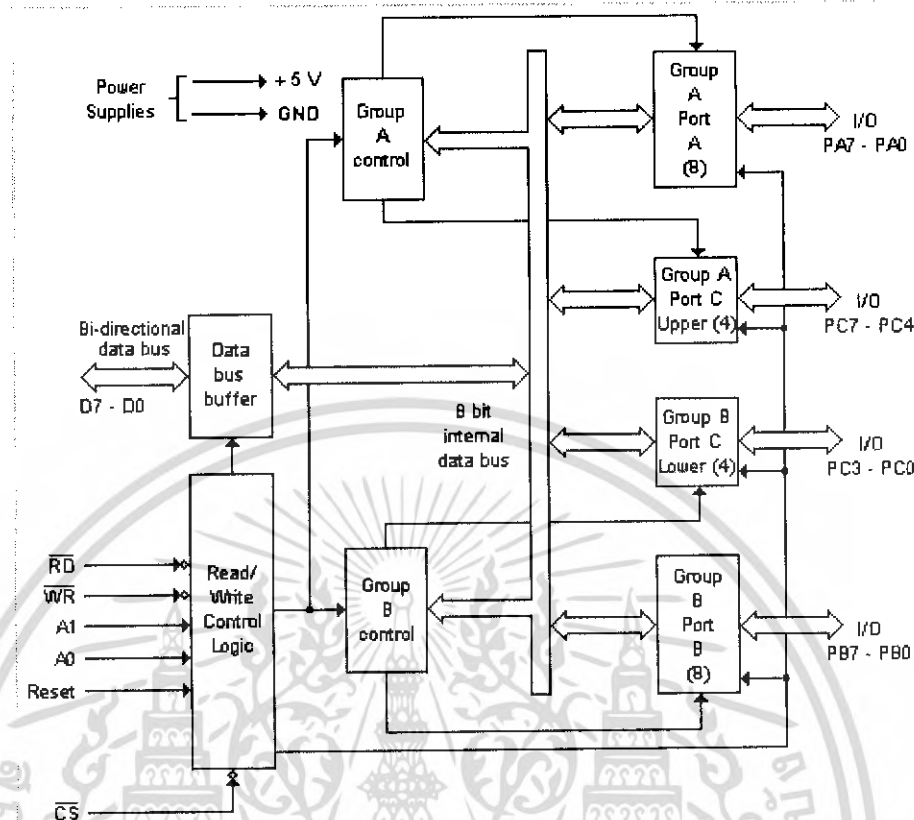 Power
Supplies
+5 V
GND
Group
A
control
Group
A
Port
A
(8)
I/O
PA7 - PA0
Group A
Port C
Upper (4)
I/O
PC7 - PC4
Bi-directional
data bus
D7 - D0
Data
bus
buffer
8 bit
internal
data bus
Group B
Port C
Lower (4)
I/O
PC3 - PC0
RD
WR
A1
A0
Reset
CS
Read/
Write
Control
Logic
Group
B
control
Group
B
Port
B
(8)
I/O
PB7 - PB0